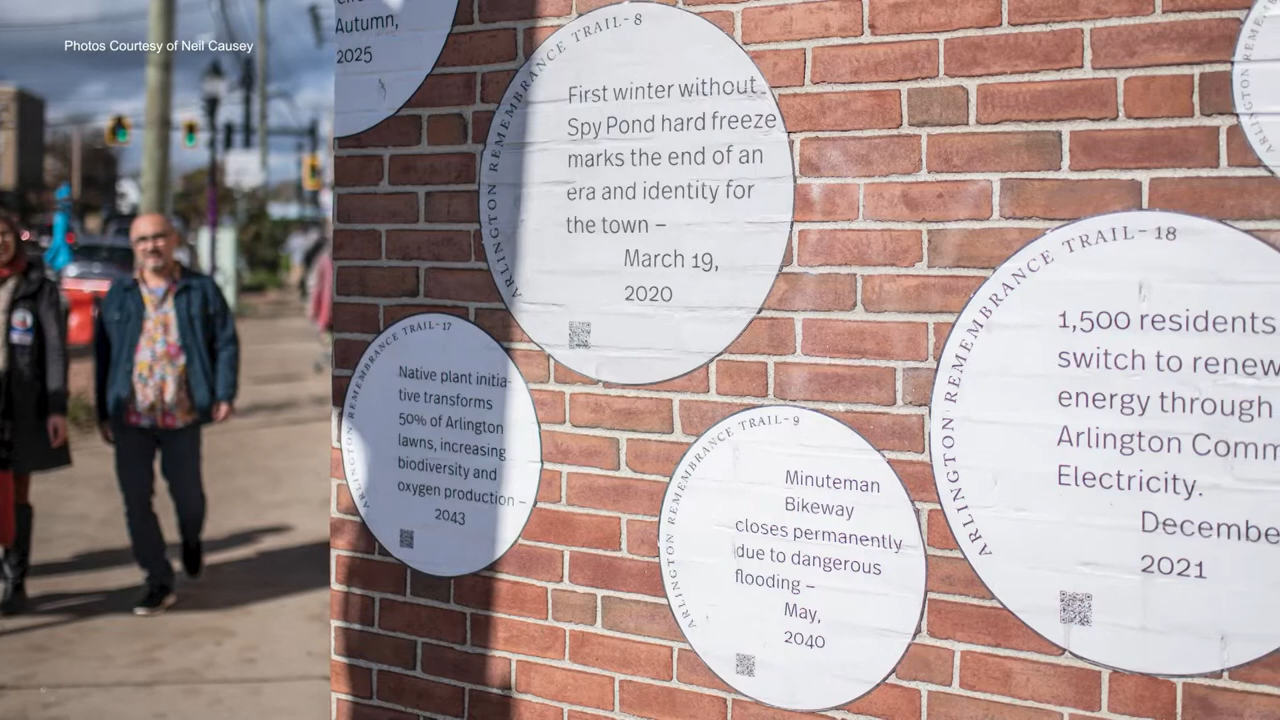 Photos Courtesy of Neil Causey
Autumn,
2025
ARLINGTON REMEMBRANCE TRAIL-8
First winter without
Spy Pond hard freeze
marks the end of an
era and identity for
the town –
March 19,
2020
ARLINGTON REMEMBRANCE TRAIL-17
Native plant initia-
tive transforms
50% of Arlington
lawns, increasing
biodiversity and
oxygen production –
2043
ARLINGTON REMEMBRANCE TRAIL-9
Minuteman
Bikeway
closes permanently
due to dangerous
flooding –
May,
2040
ARLINGTON REMEMBRANCE TRAIL-18
1,500 residents
switch to renew
energy through
Arlington Comm
Electricity.
Decembe
2021
ARLINGTON REMEM